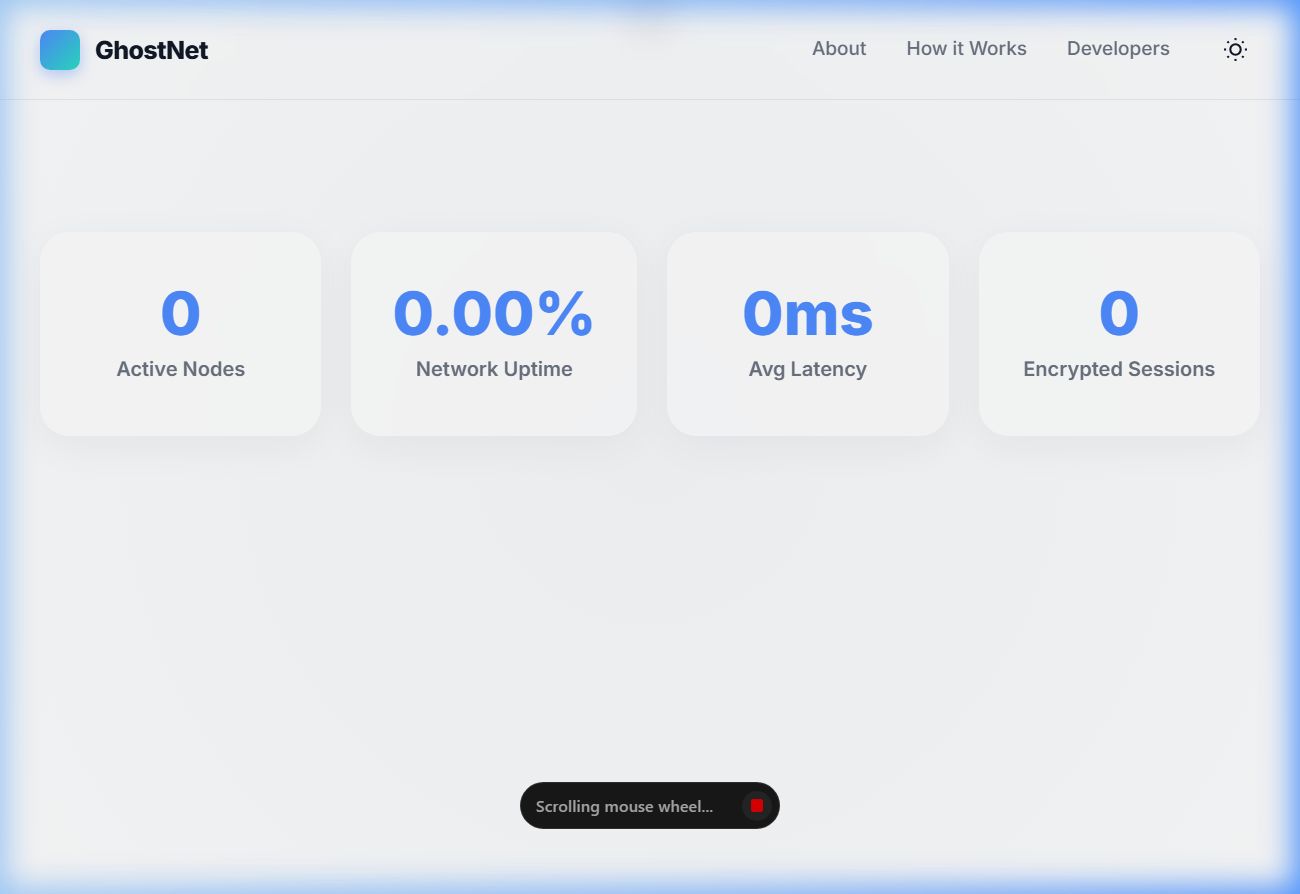 GhostNet
About
How it Works
Developers
0
Active Nodes
0.00%
Network Uptime
0ms
Avg Latency
0
Encrypted Sessions
Scrolling mouse wheel...